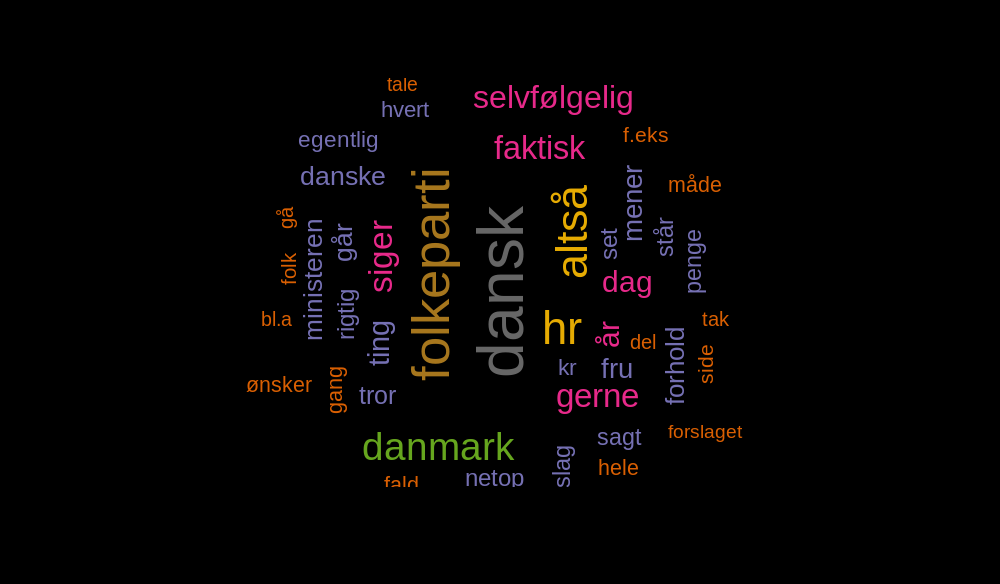 tale
hvert
selvfølgelig
egentlig
faktisk
f.eks
danske
folkeparti
dansk
altså
mener
måde
gå
folk
ministeren
går
siger
set
står
penge
dag
bl.a
rigtig
ting
hr
år
del
tak
kr
fru
forhold
side
ønsker
gang
tror
gerne
danmark
sagt
forslaget
fald
netop
slag
hele